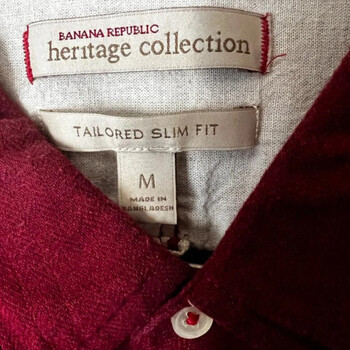 BANANA REPUBLIC
heritage collection
TAILORED SLIM FIT
M
MADE IN
BANGLADESH